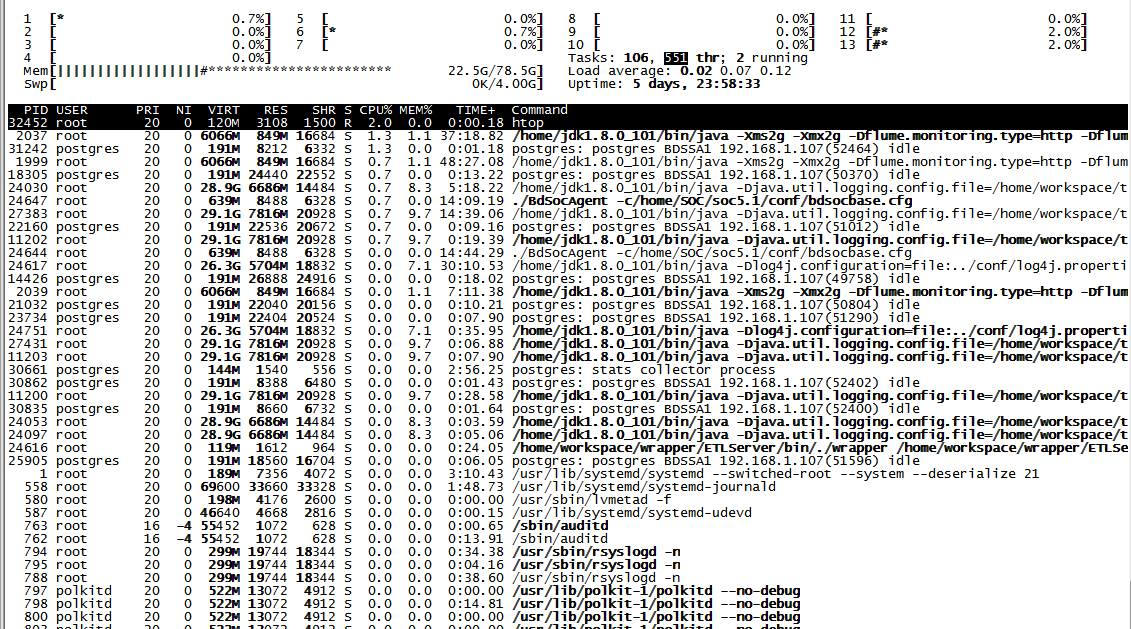 1 [* 0.7%] 5 [ 0.0%] 8 [ 0.0%] 11 [ 0.0%]
2 [ 0.0%] 6 [* 0.7%] 9 [ 0.0%] 12 [#* 2.0%]
3 [ 0.0%] 7 [ 0.0%] 10 [ 0.0%] 13 [#* 2.0%]
4 [ 0.0%] Tasks: 106, 551 thr; 2 running
Mem[||||||||||||||||||#*********************** 22.5G/78.5G] Load average: 0.02 0.07 0.12
Swp[ 0K/4.00G] Uptime: 5 days, 23:58:33
PID USER PRI NI VIRT RES SHR S CPU% MEM% TIME+ Command
32452 root 20 0 120M 3108 1500 R 2.0 0.0 0:00.18 htop
2037 root 20 0 6066M 849M 16684 S 1.3 1.1 37:18.82 /home/jdk1.8.0_101/bin/java -Xms2g -Xmx2g -Dflume.monitoring.type=http -Dflum
31242 postgres 20 0 191M 8212 6332 S 1.3 0.0 0:01.18 postgres: postgres BDSSA1 192.168.1.107(52464) idle
1999 root 20 0 6066M 849M 16684 S 0.7 1.1 48:27.08 /home/jdk1.8.0_101/bin/java -Xms2g -Xmx2g -Dflume.monitoring.type=http -Dflum
18305 postgres 20 0 191M 24440 22552 S 0.7 0.0 0:13.22 postgres: postgres BDSSA1 192.168.1.107(50370) idle
24030 root 20 0 28.9G 6686M 14484 S 0.7 8.3 5:18.22 /home/jdk1.8.0_101/bin/java -Djava.util.logging.config.file=/home/workspace/t
24647 root 20 0 639M 8488 6328 S 0.7 0.0 14:09.19 ./BdSocAgent -c/home/SOC/soc5.1/conf/bdsocbase.cfg
27383 root 20 0 29.1G 7816M 20928 S 0.7 9.7 14:39.06 /home/jdk1.8.0_101/bin/java -Djava.util.logging.config.file=/home/workspace/t
22160 postgres 20 0 191M 22536 20672 S 0.7 0.0 0:09.16 postgres: postgres BDSSA1 192.168.1.107(51012) idle
11202 root 20 0 29.1G 7816M 20928 S 0.7 9.7 0:19.39 /home/jdk1.8.0_101/bin/java -Djava.util.logging.config.file=/home/workspace/t
24644 root 20 0 639M 8488 6328 S 0.0 0.0 14:44.29 ./BdSocAgent -c/home/SOC/soc5.1/conf/bdsocbase.cfg
24617 root 20 0 26.3G 5704M 18832 S 0.0 7.1 30:10.53 /home/jdk1.8.0_101/bin/java -Dlog4j.configuration=file:../conf/log4j.properti
14426 postgres 20 0 191M 26888 24916 S 0.0 0.0 0:18.02 postgres: postgres BDSSA1 192.168.1.107(49758) idle
2039 root 20 0 6066M 849M 16684 S 0.0 1.1 7:11.38 /home/jdk1.8.0_101/bin/java -Xms2g -Xmx2g -Dflume.monitoring.type=http -Dflum
21032 postgres 20 0 191M 22040 20156 S 0.0 0.0 0:10.21 postgres: postgres BDSSA1 192.168.1.107(50804) idle
23734 postgres 20 0 191M 22404 20524 S 0.0 0.0 0:07.90 postgres: postgres BDSSA1 192.168.1.107(51290) idle
24751 root 20 0 26.3G 5704M 18832 S 0.0 7.1 0:35.95 /home/jdk1.8.0_101/bin/java -Dlog4j.configuration=file:../conf/log4j.properti
27431 root 20 0 29.1G 7816M 20928 S 0.0 9.7 0:06.88 /home/jdk1.8.0_101/bin/java -Djava.util.logging.config.file=/home/workspace/t
11203 root 20 0 29.1G 7816M 20928 S 0.0 9.7 0:07.90 /home/jdk1.8.0_101/bin/java -Djava.util.logging.config.file=/home/workspace/t
30661 postgres 20 0 144M 1540 556 S 0.0 0.0 2:56.25 postgres: stats collector process
30862 postgres 20 0 191M 8388 6480 S 0.0 0.0 0:01.43 postgres: postgres BDSSA1 192.168.1.107(52402) idle
11200 root 20 0 29.1G 7816M 20928 S 0.0 9.7 0:28.58 /home/jdk1.8.0_101/bin/java -Djava.util.logging.config.file=/home/workspace/t
30835 postgres 20 0 191M 8660 6732 S 0.0 0.0 0:01.64 postgres: postgres BDSSA1 192.168.1.107(52400) idle
24053 root 20 0 28.9G 6686M 14484 S 0.0 8.3 0:03.59 /home/jdk1.8.0_101/bin/java -Djava.util.logging.config.file=/home/workspace/t
24097 root 20 0 28.9G 6686M 14484 S 0.0 8.3 0:05.06 /home/jdk1.8.0_101/bin/java -Djava.util.logging.config.file=/home/workspace/t
24616 root 20 0 119M 1612 964 S 0.0 0.0 0:24.05 /home/workspace/wrapper/ETLServer/bin/./wrapper /home/workspace/wrapper/ETLSe
25905 postgres 20 0 191M 18560 16704 S 0.0 0.0 0:06.05 postgres: postgres BDSSA1 192.168.1.107(51596) idle
1 root 20 0 189M 7356 4072 S 0.0 0.0 3:10.43 /usr/lib/systemd/systemd --switched-root --system --deserialize 21
558 root 20 0 69600 33660 33328 S 0.0 0.0 1:48.73 /usr/lib/systemd/systemd-journald
580 root 20 0 198M 4176 2600 S 0.0 0.0 0:00.00 /usr/sbin/lvmetad -f
587 root 20 0 46640 4668 2816 S 0.0 0.0 0:00.15 /usr/lib/systemd/systemd-udevd
763 root 16 -4 55452 1072 628 S 0.0 0.0 0:00.65 /sbin/auditd
762 root 16 -4 55452 1072 628 S 0.0 0.0 0:13.91 /sbin/auditd
794 root 20 0 299M 19744 18344 S 0.0 0.0 0:34.38 /usr/sbin/rsyslogd -n
795 root 20 0 299M 19744 18344 S 0.0 0.0 0:04.16 /usr/sbin/rsyslogd -n
788 root 20 0 299M 19744 18344 S 0.0 0.0 0:38.60 /usr/sbin/rsyslogd -n
797 polkitd 20 0 522M 13072 4912 S 0.0 0.0 0:00.00 /usr/lib/polkit-1/polkitd --no-debug
798 polkitd 20 0 522M 13072 4912 S 0.0 0.0 0:14.81 /usr/lib/polkit-1/polkitd --no-debug
800 polkitd 20 0 522M 13072 4912 S 0.0 0.0 0:00.00 /usr/lib/polkit-1/polkitd --no-debug